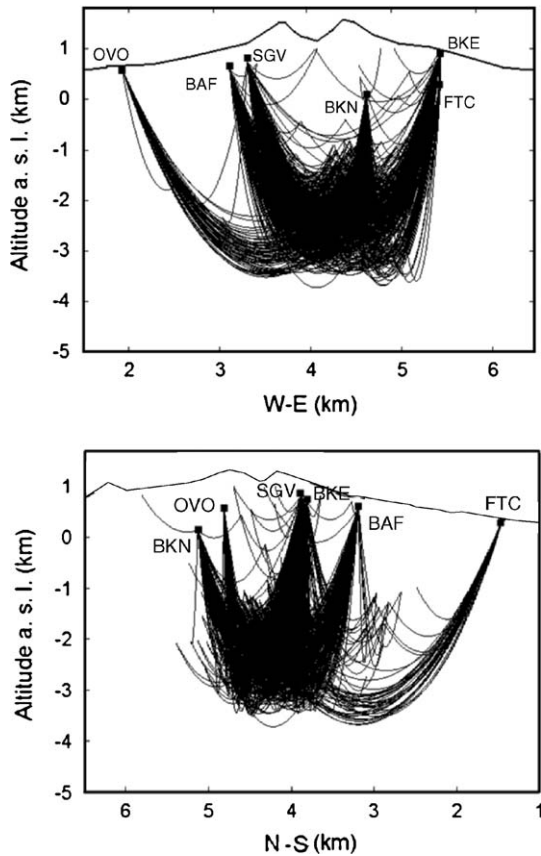 OVO
SGV
BKE
BAF
BKN
FTC
1
0
-1
-2
-3
-4
-5
Altitude a. s. l. (km)
2
3
4
5
6
W-E (km)
SGV
BKE
OVO
BKN
BAF
FTC
1
0
-1
-2
-3
-4
-5
Altitude a. s. l. (km)
6
5
4
3
2
1
N-S (km)